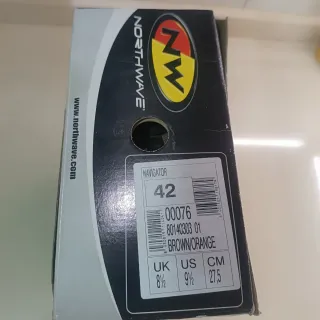 NW
NORTHWAVE
www.northwave.com
NAVIGATOR
42
00076
80140303 01
BROWN/ORANGE
UK US CM
8½ 9½ 27.5